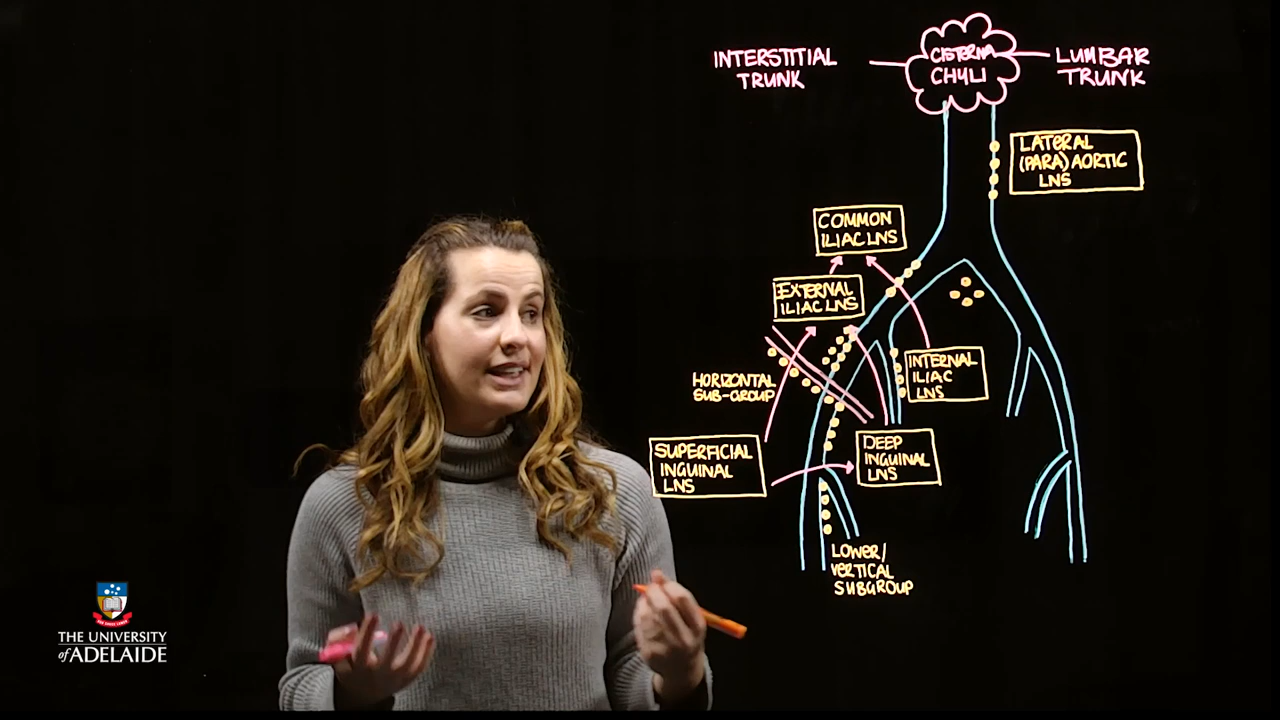 INTERSTITIAL
TRUNK
CISTERNA
CHYLI
LUMBAR
TRUNK
LATERAL
(PARA)AORTIC
LNS
COMMON
ILIAC LNS
EXTERNAL
ILIAC LNS
INTERNAL
ILIAC
LNS
HORIZONTAL
SUB-GROUP
SUPERFICIAL
INGUINAL
LNS
DEEP
INGUINAL
LNS
LOWER/
VERTICAL
SUBGROUP
THE UNIVERSITY
of ADELAIDE